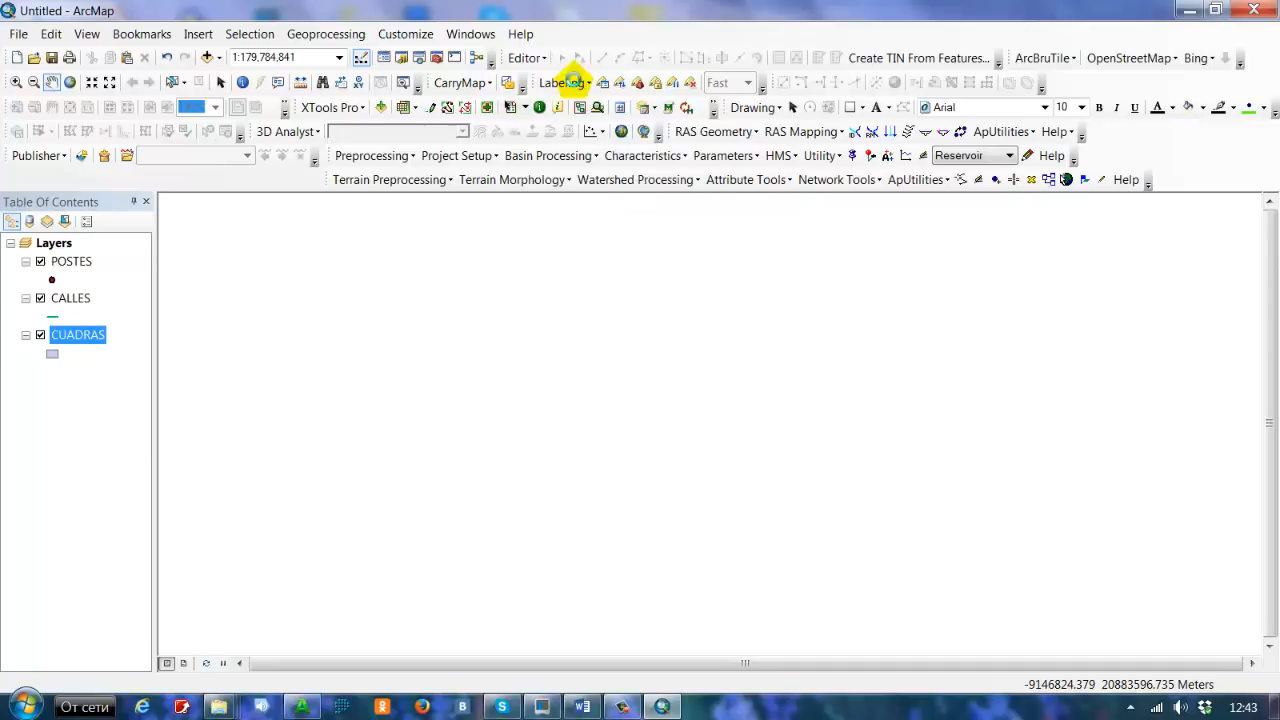 Untitled - ArcMap
File Edit View Bookmarks Insert Selection Geoprocessing Customize Windows Help
1:179,784,841 Editor Create TIN From Features... ArcBruTile OpenStreetMap Bing
CarryMap Labeling Fast
XTools Pro Drawing Arial 10 B I U A
3D Analyst RAS Geometry RAS Mapping ApUtilities Help
Publisher Preprocessing Project Setup Basin Processing Characteristics Parameters HMS Utility Reservoir Help
Terrain Preprocessing Terrain Morphology Watershed Processing Attribute Tools Network Tools ApUtilities Help
Table Of Contents
Layers
POSTES
CALLES
CUADRAS
-9146824.379 20883596.735 Meters
От сети 12:43